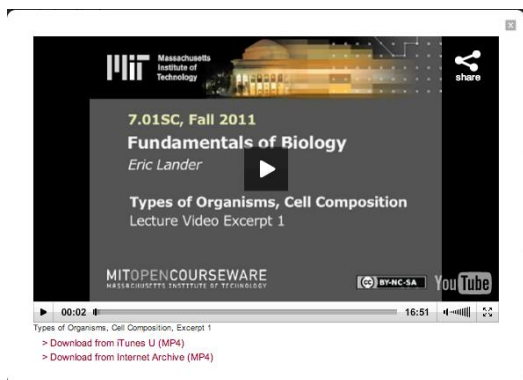 Massachusetts
Institute of
Technology
share
7.01SC, Fall 2011
Fundamentals of Biology
Eric Lander
Types of Organisms, Cell Composition
Lecture Video Excerpt 1
MITOPENCOURSEWARE
MASSACHUSETTS INSTITUTE OF TECHNOLOGY
cc BY-NC-SA
YouTube
00:02
16:51
Types of Organisms, Cell Composition, Excerpt 1
> Download from iTunes U (MP4)
> Download from Internet Archive (MP4)